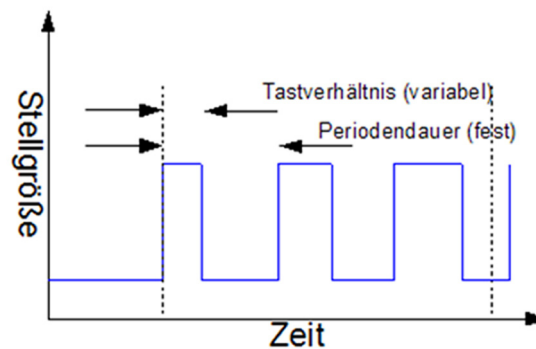 Tastverhältnis (variabel)
Periodendauer (fest)
Stellgröße
Zeit